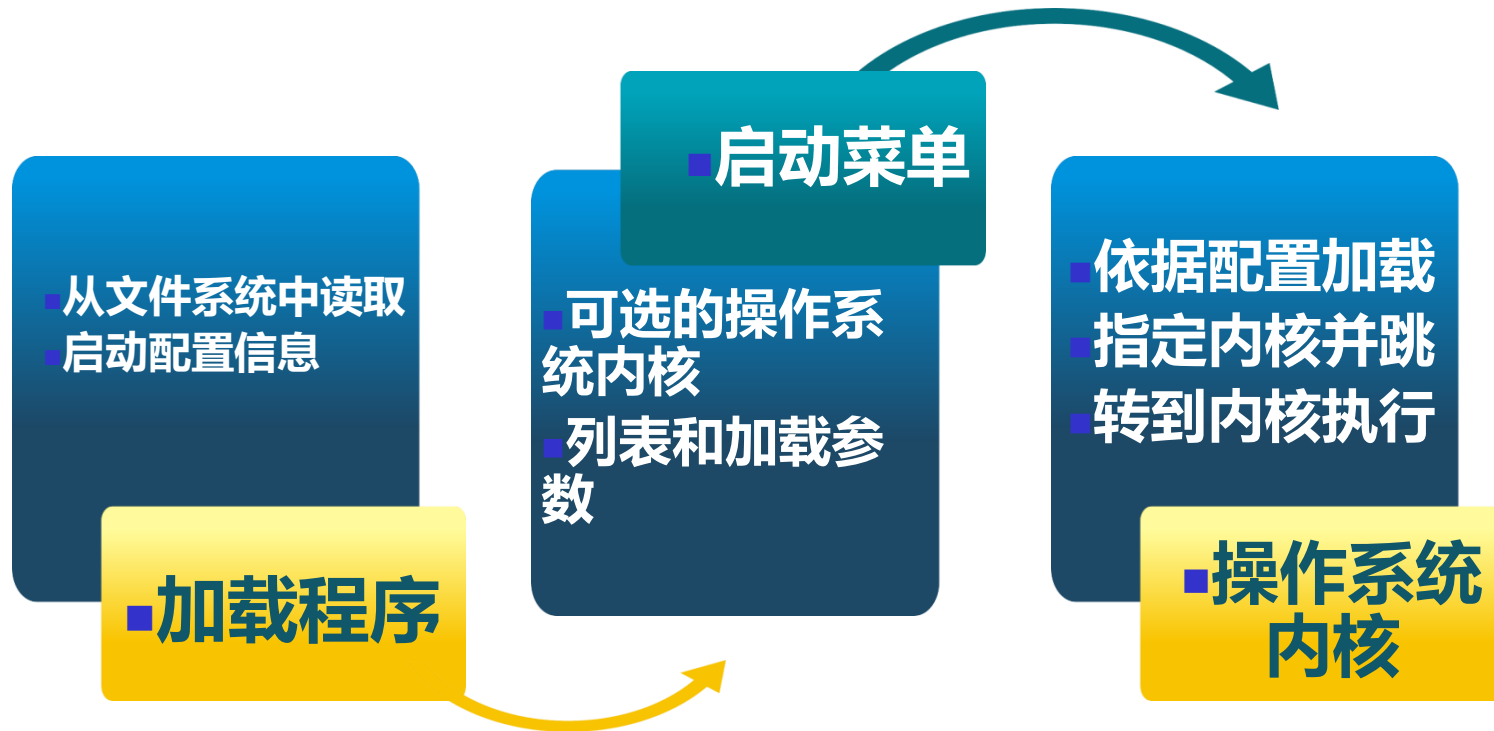 从文件系统中读取
启动配置信息
加载程序
启动菜单
可选的操作系
统内核
列表和加载参
数
依据配置加载
指定内核并跳
转到内核执行
操作系统
内核